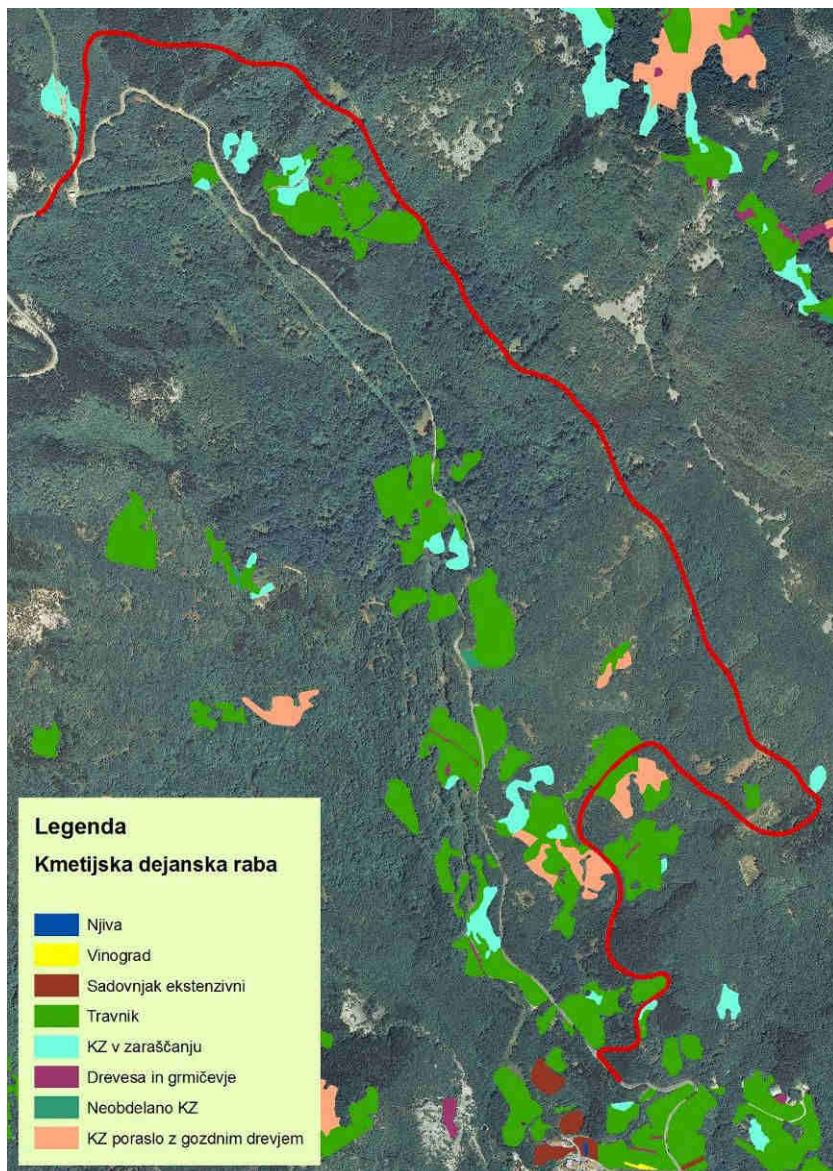 Legenda
Kmetijska dejanska raba
Njiva
Vinograd
Sadovnjak ekstenzivni
Travnik
KZ v zaraščanju
Drevesa in grmičevje
Neobdelano KZ
KZ poraslo z gozdnim drevjem